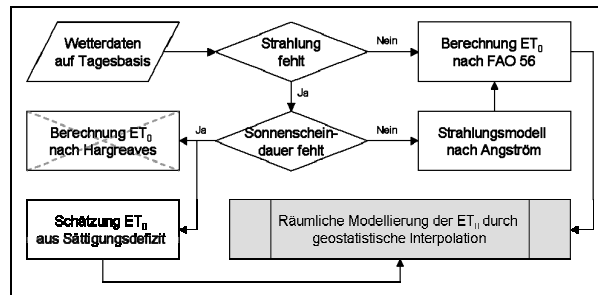 Wetterdaten
auf Tagesbasis
Strahlung
fehlt
Nein
Berechnung ET₀
nach FAO 56
Ja
Berechnung ET₀
nach Hargreaves
Ja
Sonnenschein-
dauer fehlt
Nein
Strahlungsmodell
nach Angström
Schätzung ET₀
aus Sättigungsdefizit
Räumliche Modellierung der ET₀ durch
geostatistische Interpolation